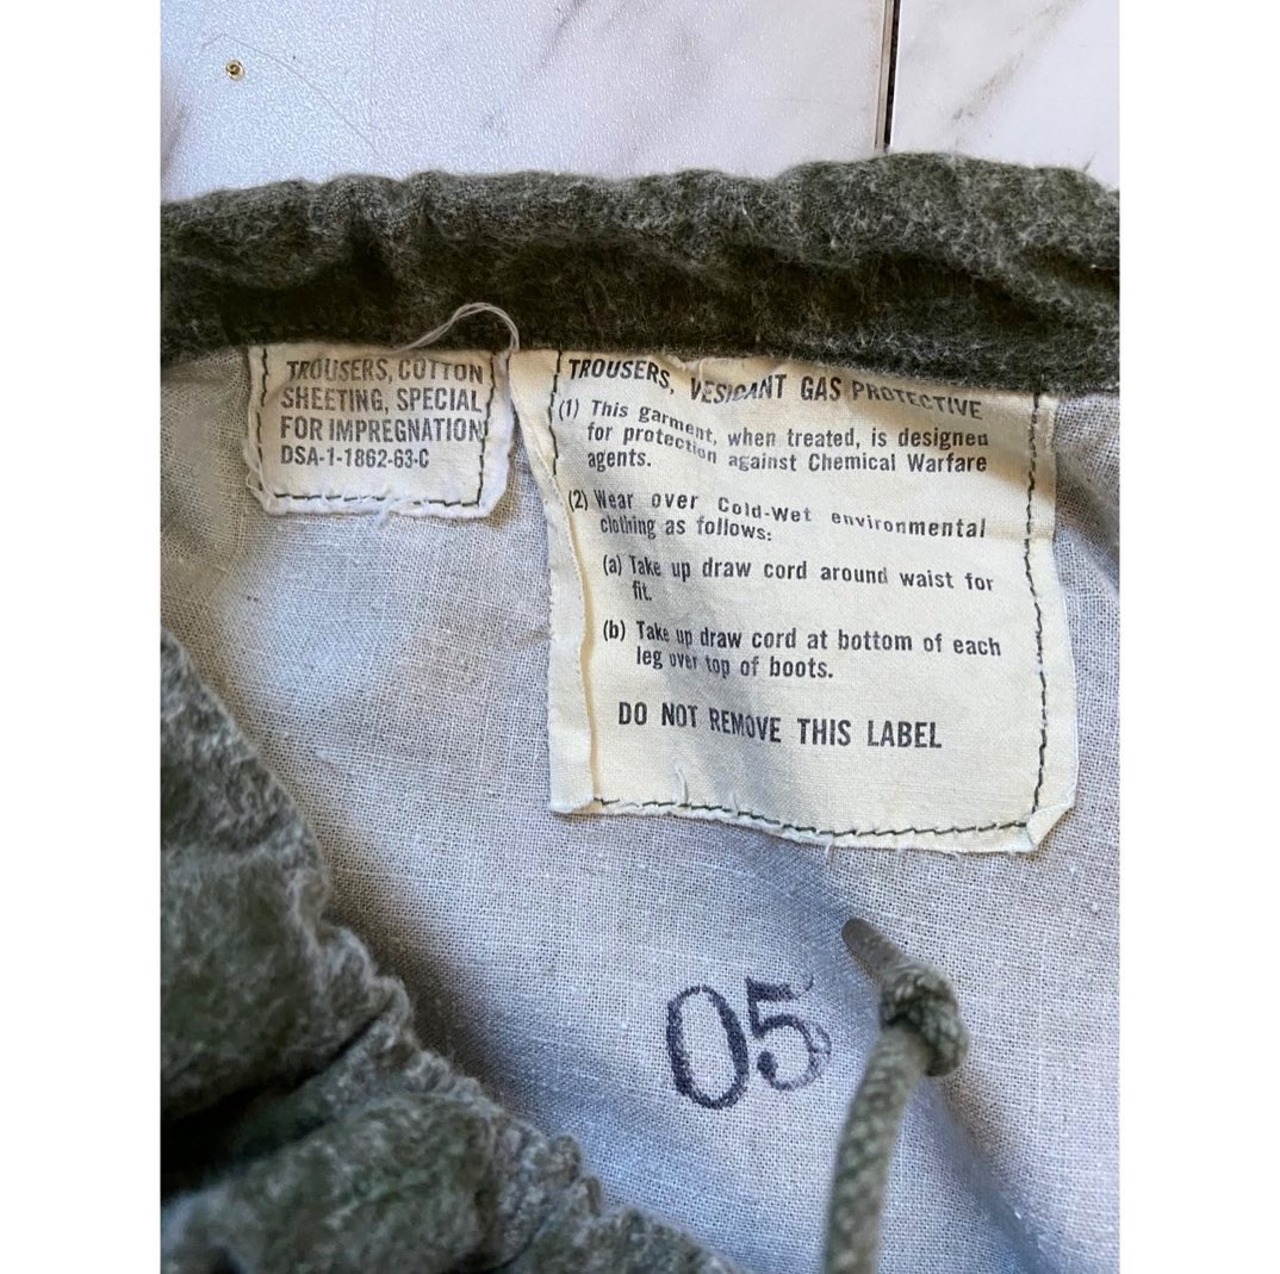 TROUSERS, COTTON
SHEETING, SPECIAL
FOR IMPREGNATION
DSA-1-1862-63-C
TROUSERS, VESICANT GAS PROTECTIVE
(1) This garment, when treated, is designed
for protection against Chemical Warfare
agents.
(2) Wear over Cold-Wet environmental
clothing as follows:
(a) Take up draw cord around waist for
fit.
(b) Take up draw cord at bottom of each
leg over top of boots.
DO NOT REMOVE THIS LABEL
05